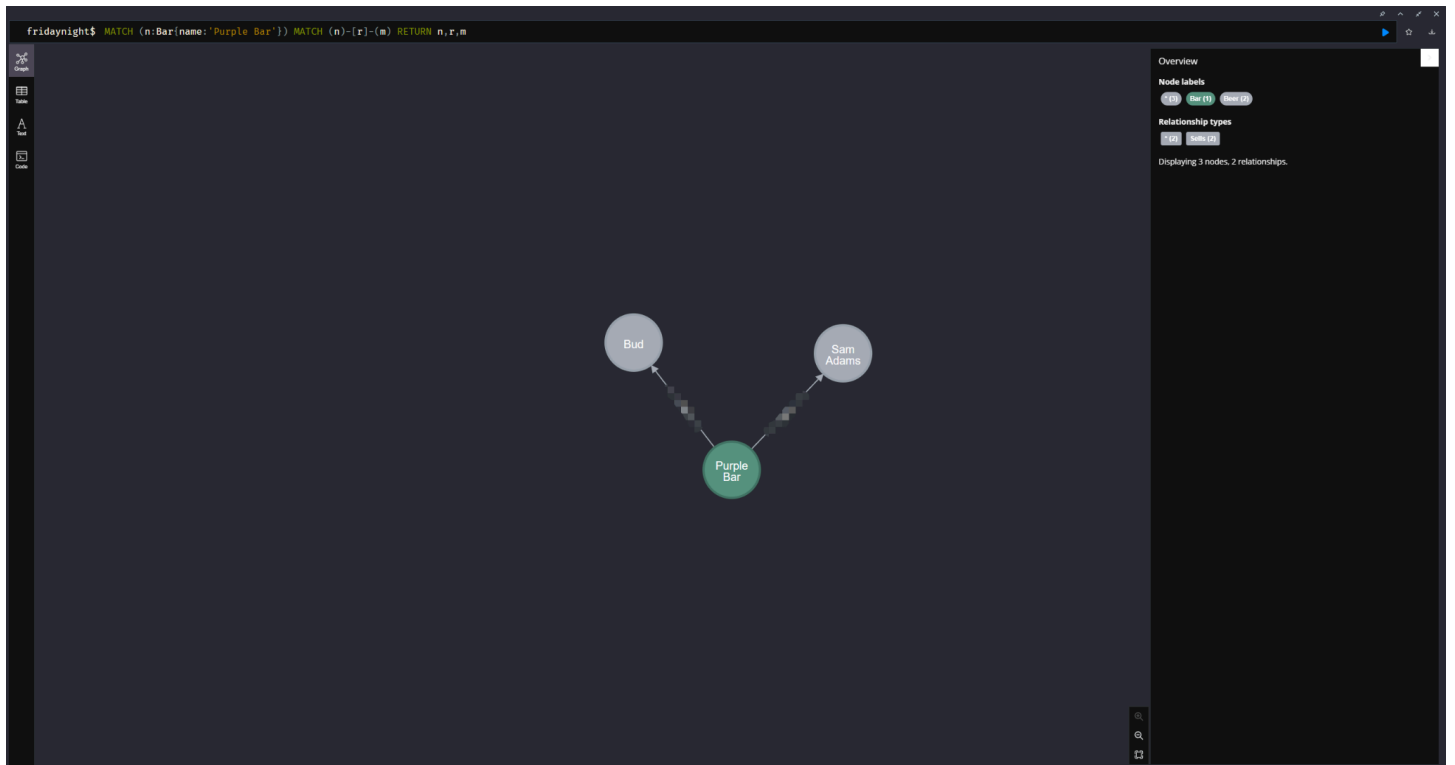 fridaynight$ MATCH (n:Bar{name:'Purple Bar'}) MATCH (n)-[r]-(m) RETURN n,r,m
Graph
Table
Text
Code
Bud
Sam
Adams
Purple
Bar
Overview
Node labels
* (3) Bar (1) Beer (2)
Relationship types
* (2) Sells (2)
Displaying 3 nodes, 2 relationships.